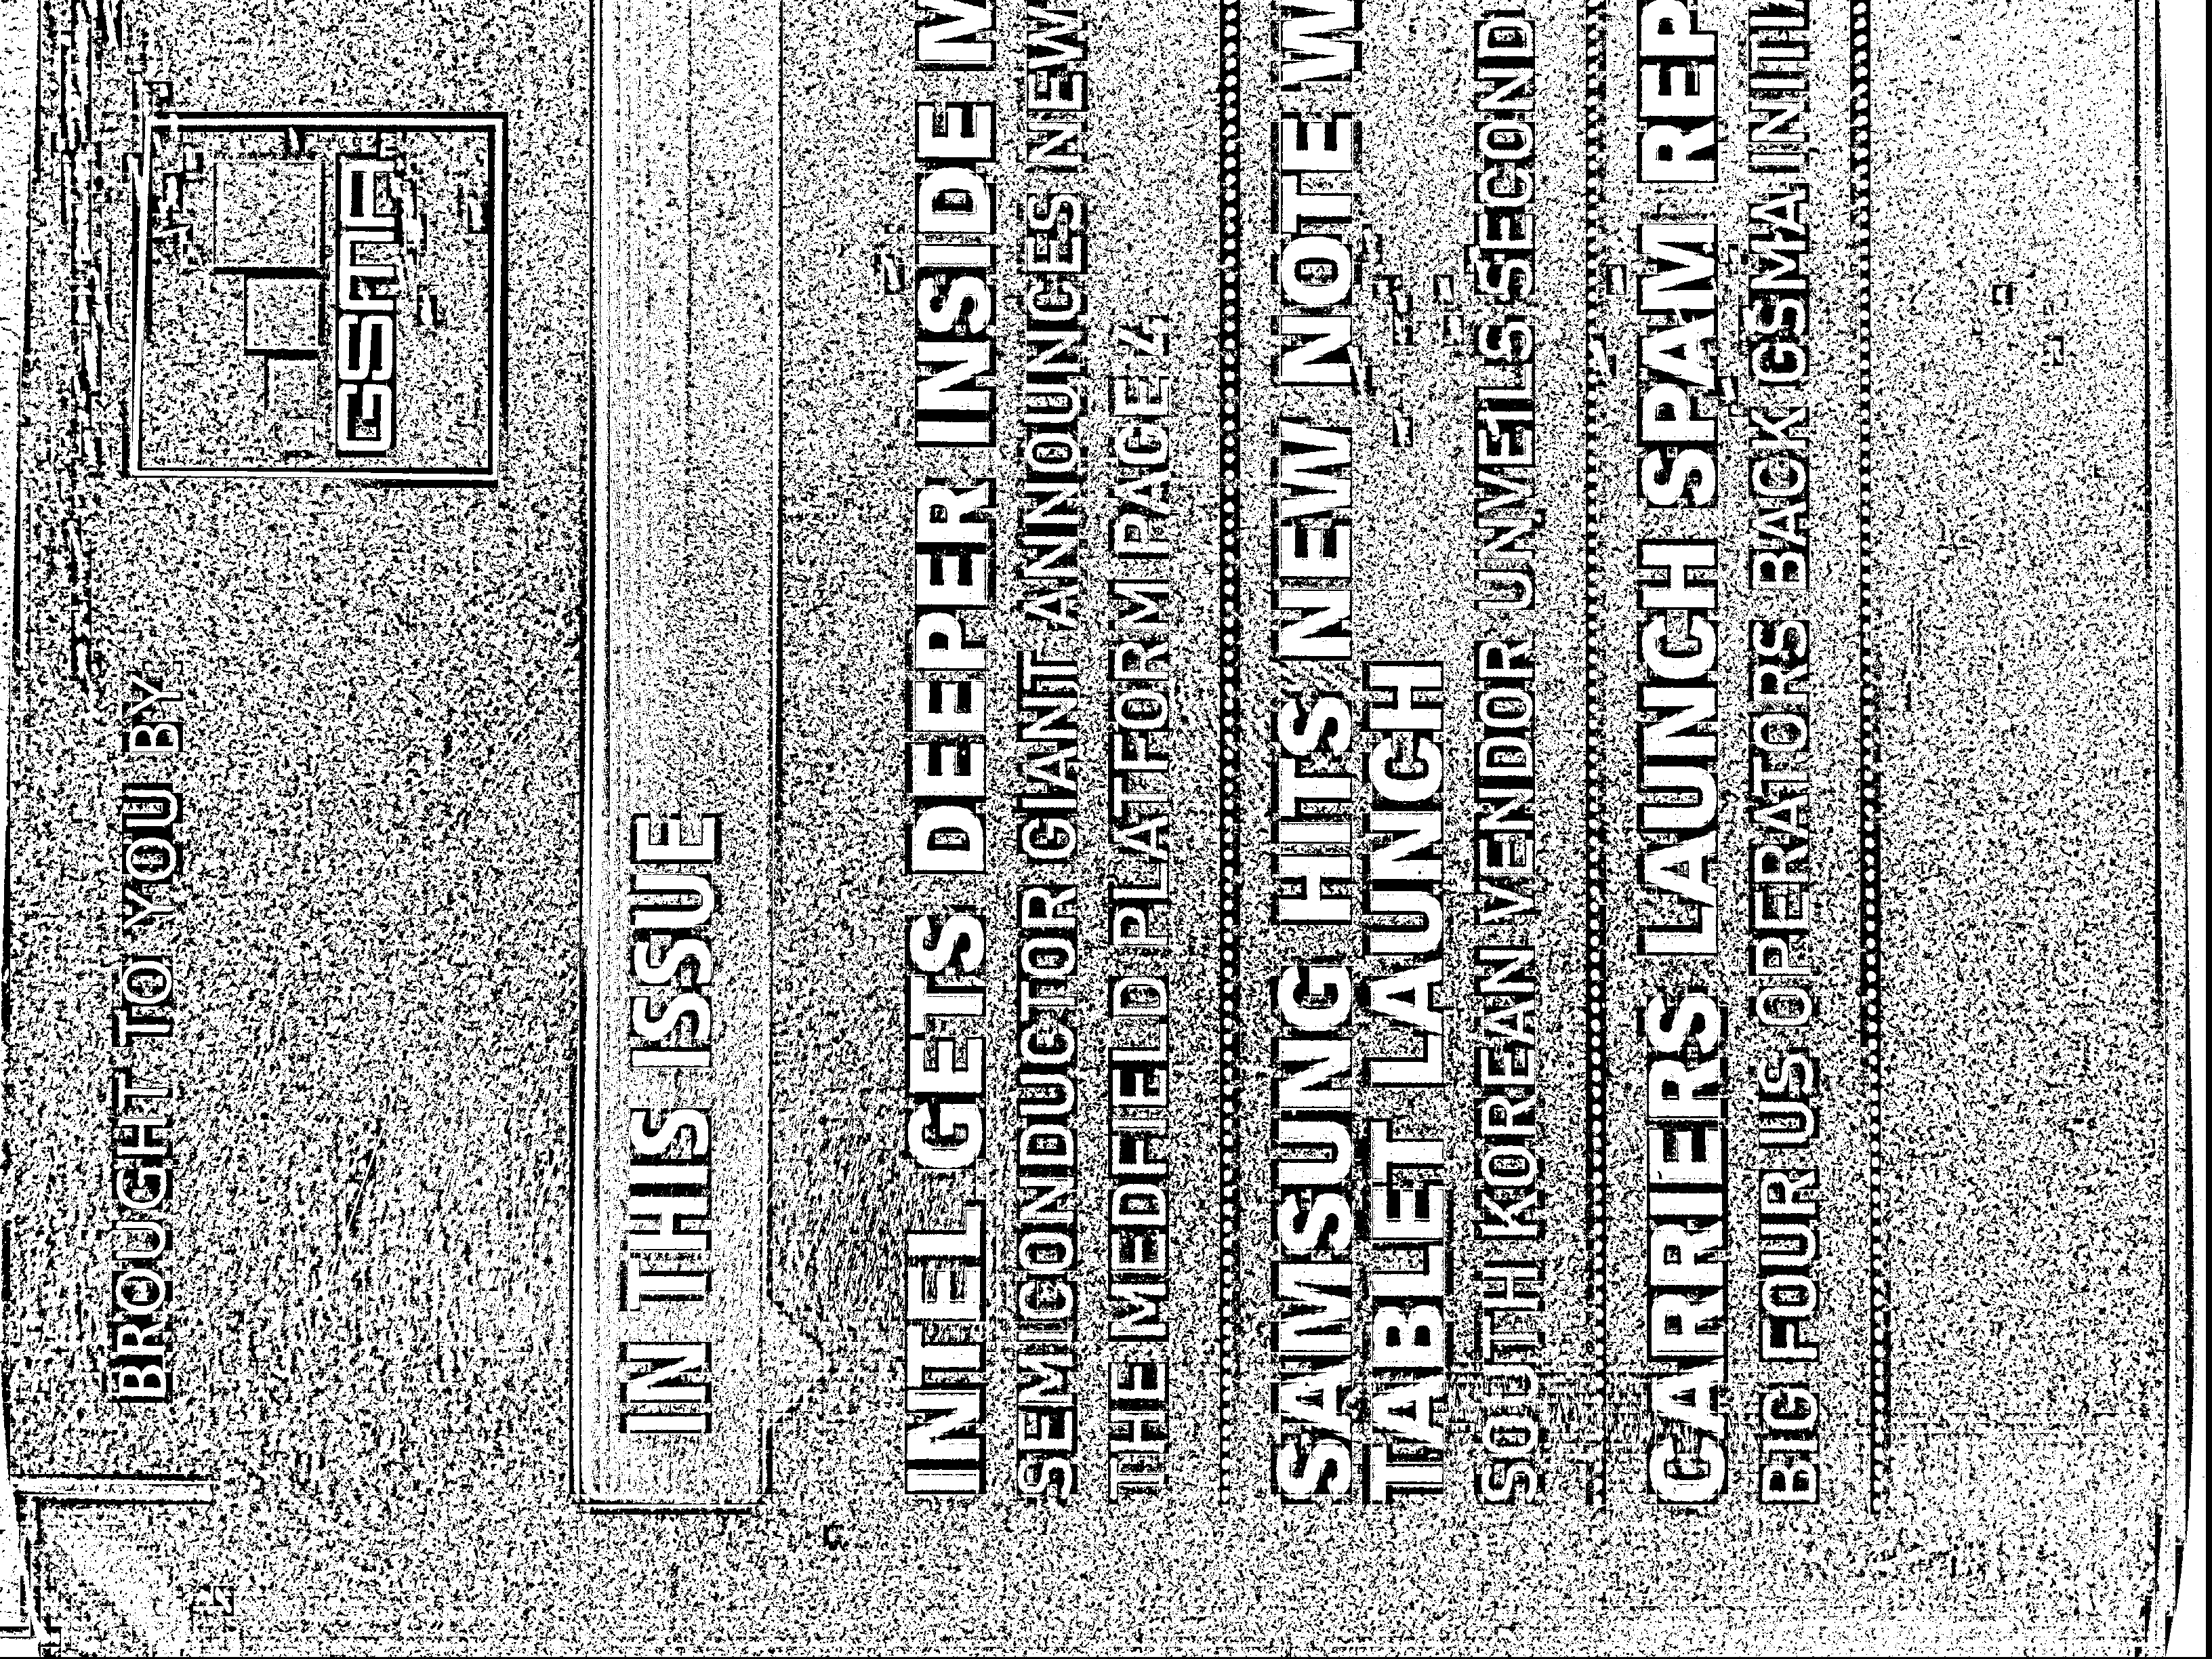 BROUGHT TO YOU BY
GSMA
IN THIS ISSUE
INTEL GETS DEEPER INSIDE
SEMICONDUCTOR GIANT ANNOUNCES NEW
THE MEDFIELD PLATFORM PAGE 4
SAMSUNG HITS NEW NOTE
TABLET LAUNCH
SOUTH KOREAN VENDOR UNVEILS SECOND
CARRIERS LAUNCH SPAM REP
BIG FOUR US OPERATORS BACK GSMA INITI